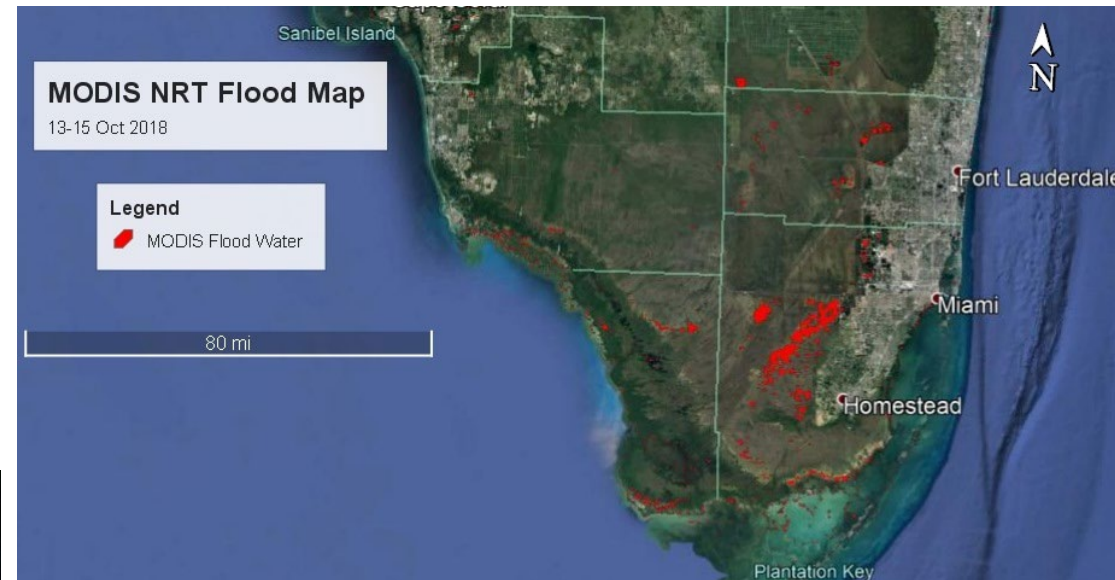 Sanibel Island
MODIS NRT Flood Map
13-15 Oct 2018
N
Legend
MODIS Flood Water
Fort Lauderdale
Miami
80 mi
Homestead
Plantation Key